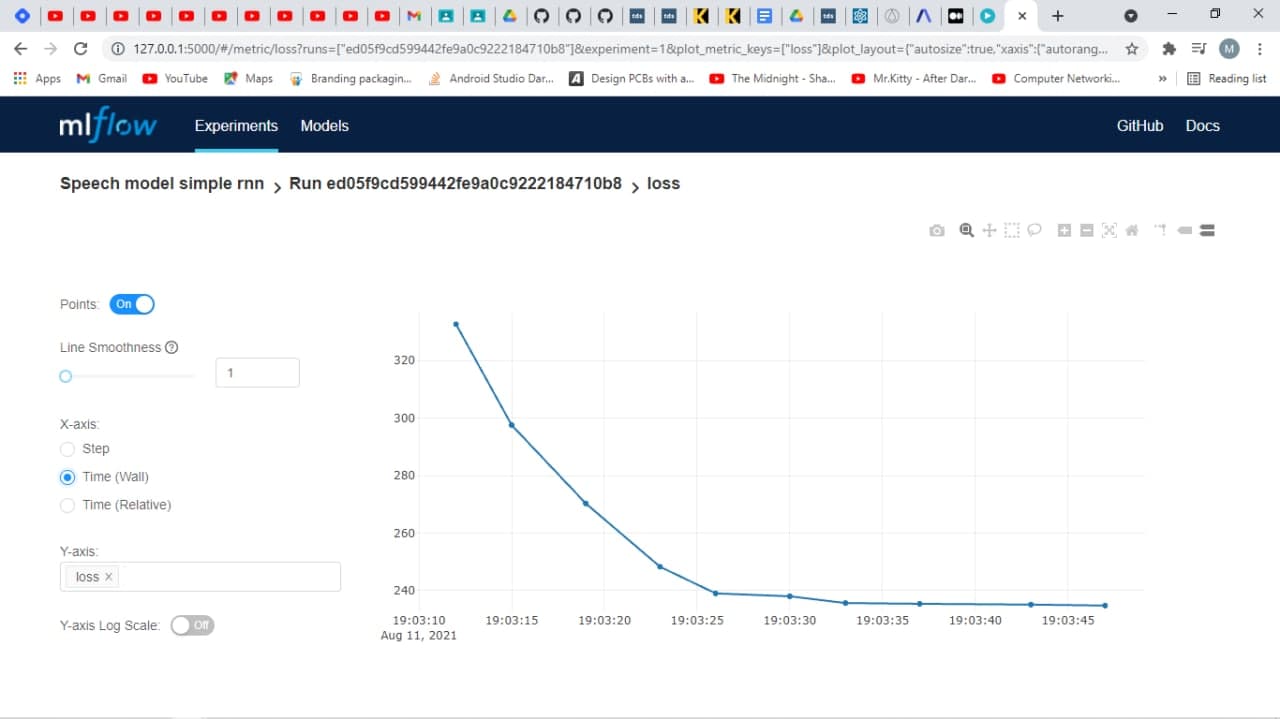 tds tds K K tds
127.0.0.1:5000/#/metric/loss?runs=["ed05f9cd599442fe9a0c9222184710b8"]&experiment=1&plot_metric_keys=["loss"]&plot_layout={"autosize":true,"xaxis":{"autorang... M
Apps Gmail YouTube Maps Branding packagin... Android Studio Dar... Design PCBs with a... The Midnight - Sha... Mr.Kitty - After Dar... Computer Networki... » Reading list
mlflow Experiments Models GitHub Docs
Speech model simple rnn > Run ed05f9cd599442fe9a0c9222184710b8 > loss
Points: On
Line Smoothness ?
1
X-axis:
Step
Time (Wall)
Time (Relative)
Y-axis:
loss ×
Y-axis Log Scale: Off
320
300
280
260
240
19:03:10 19:03:15 19:03:20 19:03:25 19:03:30 19:03:35 19:03:40 19:03:45
Aug 11, 2021